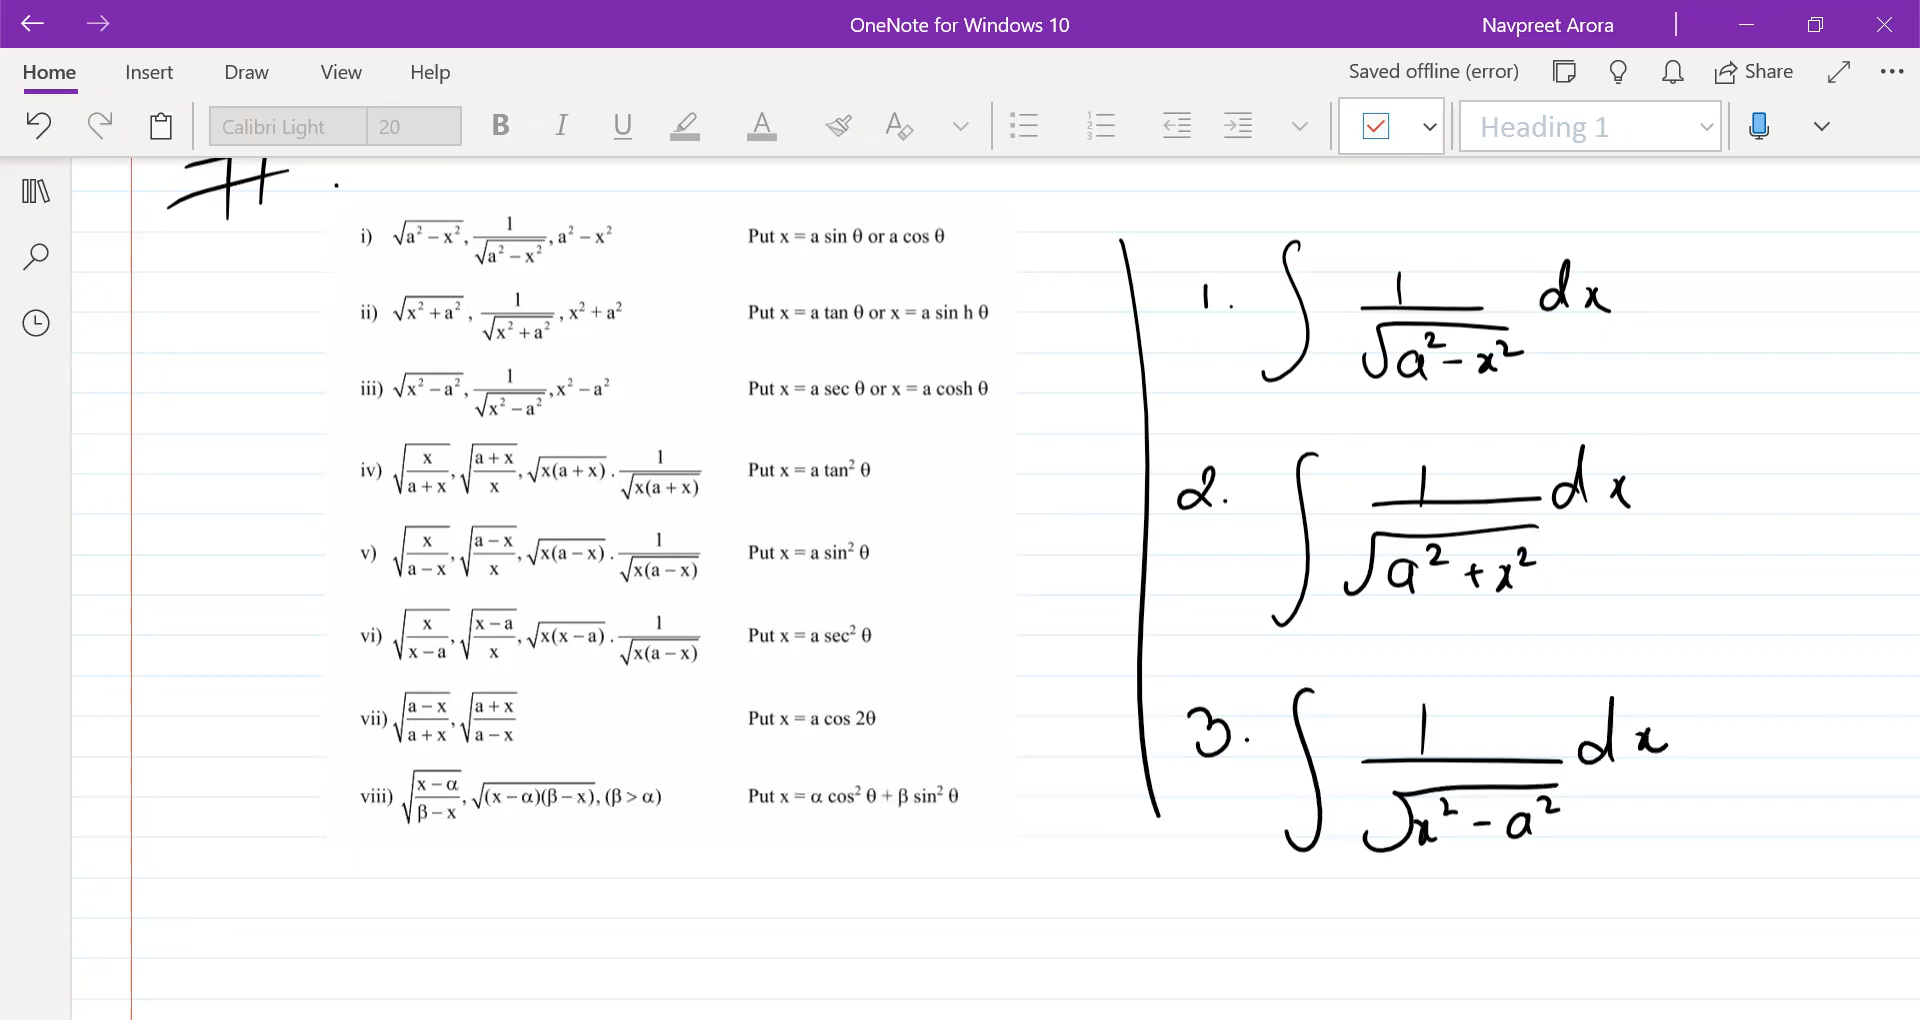 OneNote for Windows 10
Navpreet Arora
Home Insert Draw View Help
Saved offline (error) Share
Calibri Light 20 B I U A A Heading 1
#.
i) √(a² − x²), 1/√(a² − x²), a² − x² Put x = a sin θ or a cos θ
ii) √(x² + a²), 1/√(x² + a²), x² + a² Put x = a tan θ or x = a sin h θ
iii) √(x² − a²), 1/√(x² − a²), x² − a² Put x = a sec θ or x = a cosh θ
iv) √(x/(a + x)), √((a + x)/x), √(x(a + x)) . 1/√(x(a + x)) Put x = a tan² θ
v) √(x/(a − x)), √((a − x)/x), √(x(a − x)) . 1/√(x(a − x)) Put x = a sin² θ
vi) √(x/(x − a)), √((x − a)/x), √(x(x − a)) . 1/√(x(a − x)) Put x = a sec² θ
vii) √((a − x)/(a + x)), √((a + x)/(a − x)) Put x = a cos 2θ
viii) √((x − α)/(β − x)), √((x − α)(β − x)), (β > α) Put x = α cos² θ + β sin² θ
1. ∫ 1/√(a² − x²) dx
2. ∫ 1/√(a² + x²) dx
3. ∫ 1/√(x² − a²) dx